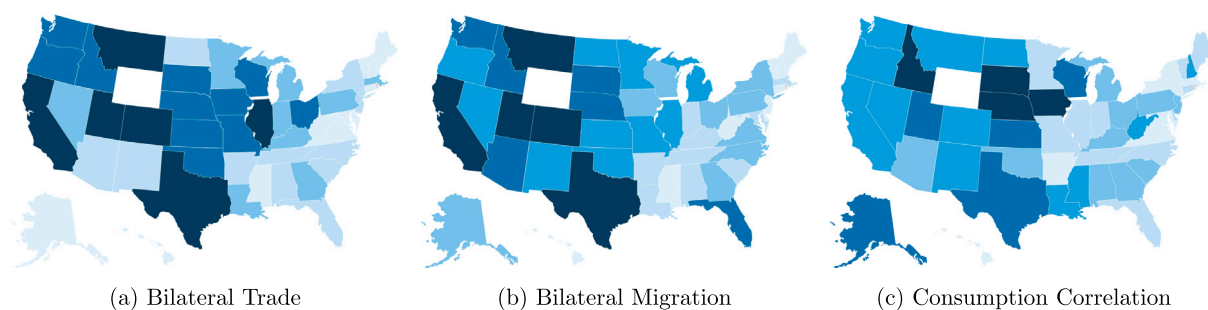 (a) Bilateral Trade
(b) Bilateral Migration
(c) Consumption Correlation